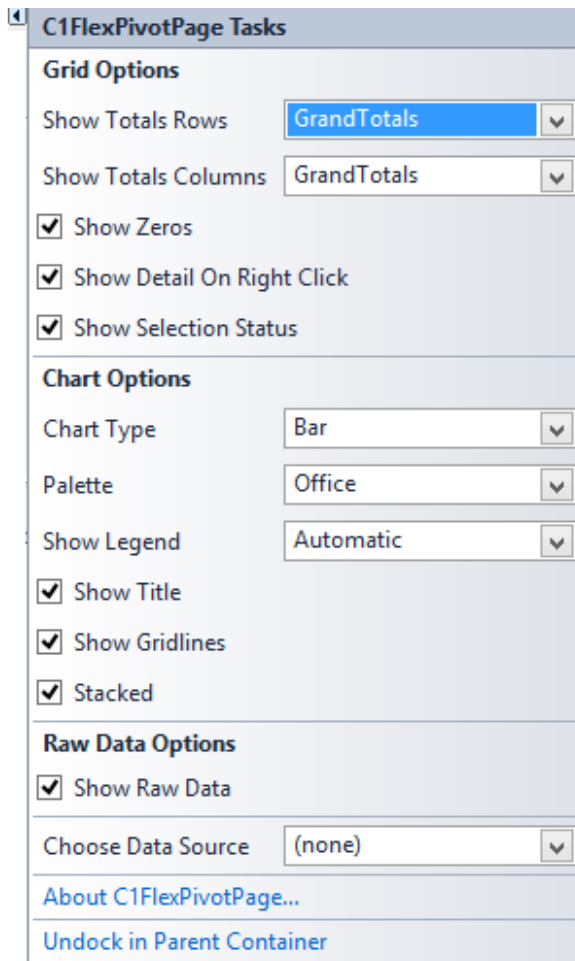 C1FlexPivotPage Tasks
Grid Options
Show Totals Rows GrandTotals
Show Totals Columns GrandTotals
Show Zeros
Show Detail On Right Click
Show Selection Status
Chart Options
Chart Type Bar
Palette Office
Show Legend Automatic
Show Title
Show Gridlines
Stacked
Raw Data Options
Show Raw Data
Choose Data Source (none)
About C1FlexPivotPage...
Undock in Parent Container